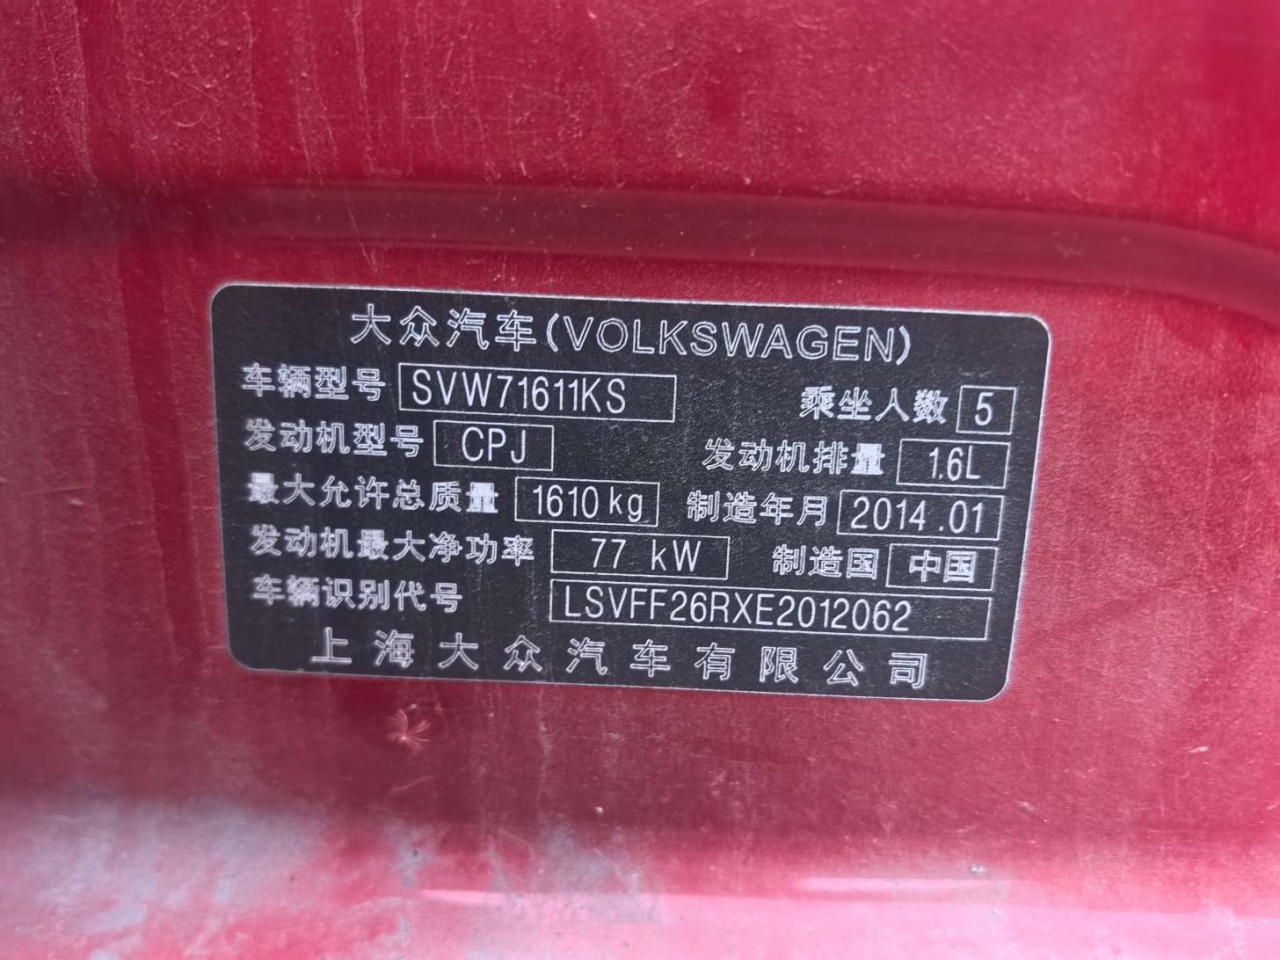 大众汽车(VOLKSWAGEN)
车辆型号 SVW71611KS 乘坐人数 5
发动机型号 CPJ 发动机排量 1.6L
最大允许总质量 1610kg 制造年月 2014.01
发动机最大净功率 77 kW 制造国 中国
车辆识别代号 LSVFF26RXE2012062
上海大众汽车有限公司